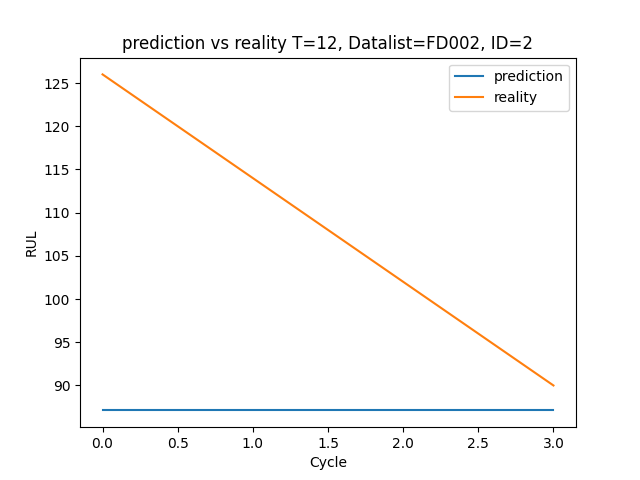 prediction vs reality T=12, Datalist=FD002, ID=2
prediction
reality
RUL
125
120
115
110
105
100
95
90
0.0 0.5 1.0 1.5 2.0 2.5 3.0
Cycle